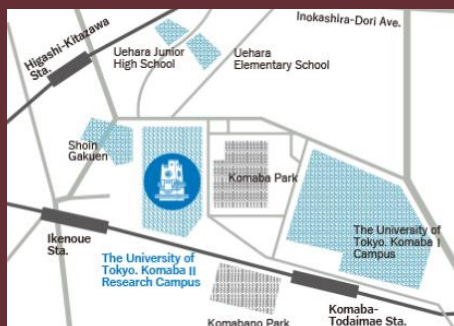 Inokashira-Dori Ave.
Higashi-Kitazawa
Sta.
Uehara Junior
High School
Uehara
Elementary School
Shoin
Gakuen
Komaba Park
The University of
Tokyo. Komaba I
Campus
Ikenoue
Sta.
The University of
Tokyo. Komaba II
Research Campus
Komabano Park
Komaba-
Todaimae Sta.